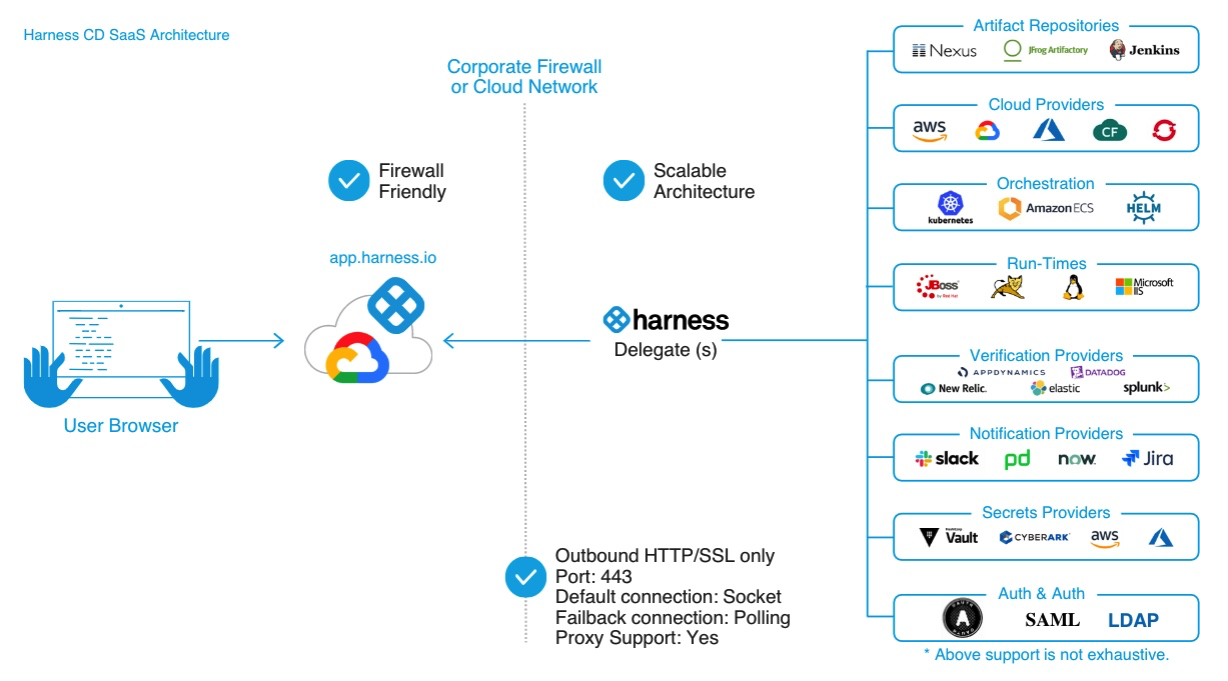 Harness CD SaaS Architecture
Corporate Firewall
or Cloud Network
Firewall
Friendly
Scalable
Architecture
app.harness.io
User Browser
harness
Delegate (s)
Outbound HTTP/SSL only
Port: 443
Default connection: Socket
Failback connection: Polling
Proxy Support: Yes
Artifact Repositories
Nexus
JFrog Artifactory
Jenkins
Cloud Providers
aws
CF
Orchestration
kubernetes
Amazon ECS
HELM
Run-Times
JBoss
by Red Hat
Microsoft
IIS
Verification Providers
APPDYNAMICS
DATADOG
New Relic.
elastic
splunk>
Notification Providers
slack
pd
now.
Jira
Secrets Providers
HashiCorp
Vault
CYBERARK
aws
Auth & Auth
A
SAML
LDAP
* Above support is not exhaustive.